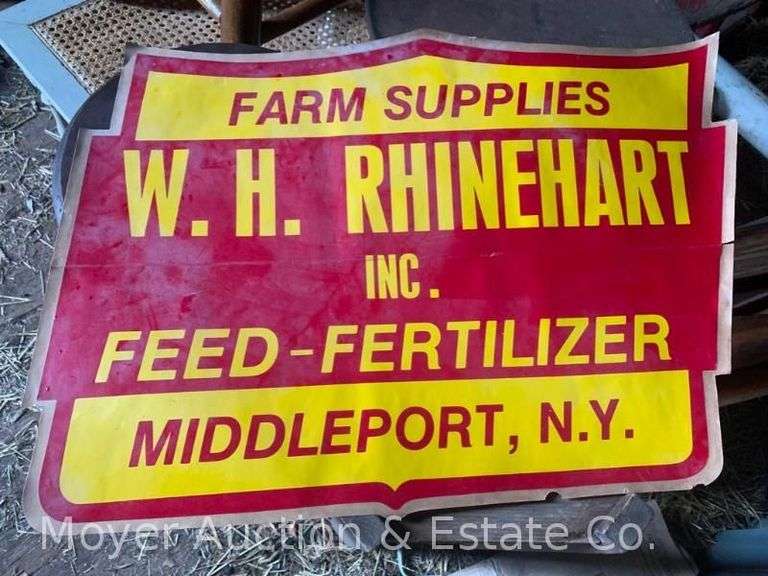 FARM SUPPLIES
W. H. RHINEHART
INC.
FEED-FERTILIZER
MIDDLEPORT, N.Y.
Moyer Auction & Estate Co.